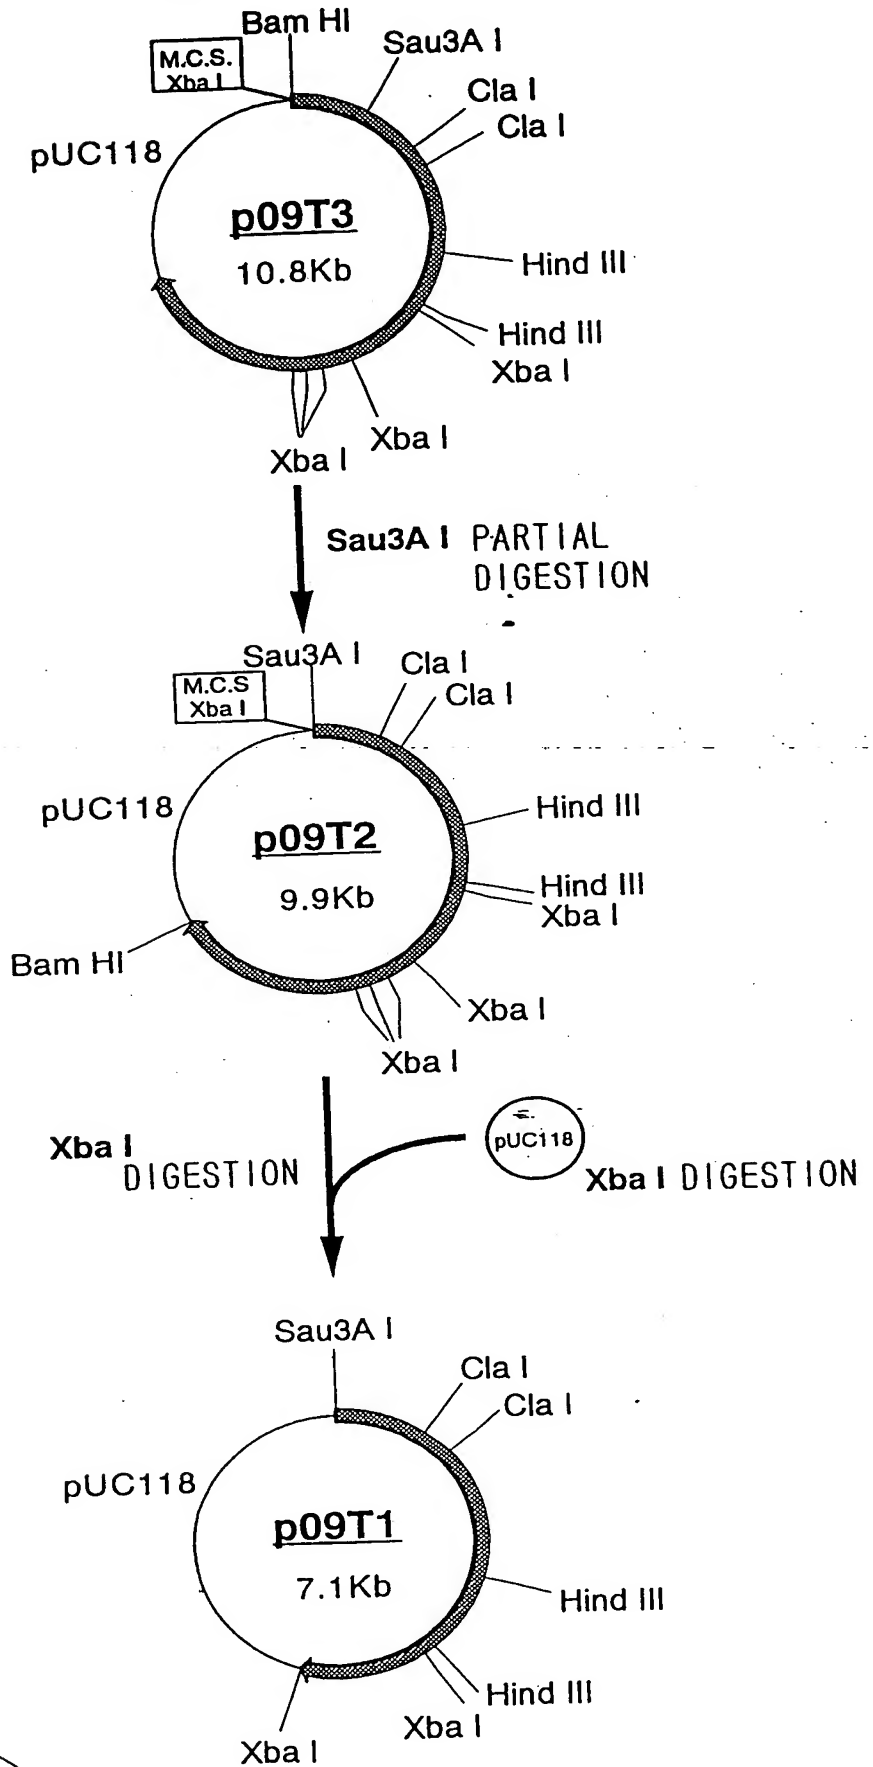 Bam HI
M.C.S.
Xba I
Sau3A I
Cla I
Cla I
pUC118
p09T3
10.8Kb
Hind III
Hind III
Xba I
Xba I
Xba I
Sau3A I PARTIAL
DIGESTION
Sau3A I
M.C.S
Xba I
Cla I
Cla I
pUC118
p09T2
9.9Kb
Hind III
Hind III
Xba I
Bam HI
Xba I
Xba I
Xba I
DIGESTION
pUC118
Xba I DIGESTION
Sau3A I
Cla I
Cla I
pUC118
p09T1
7.1Kb
Hind III
Hind III
Xba I
Xba I